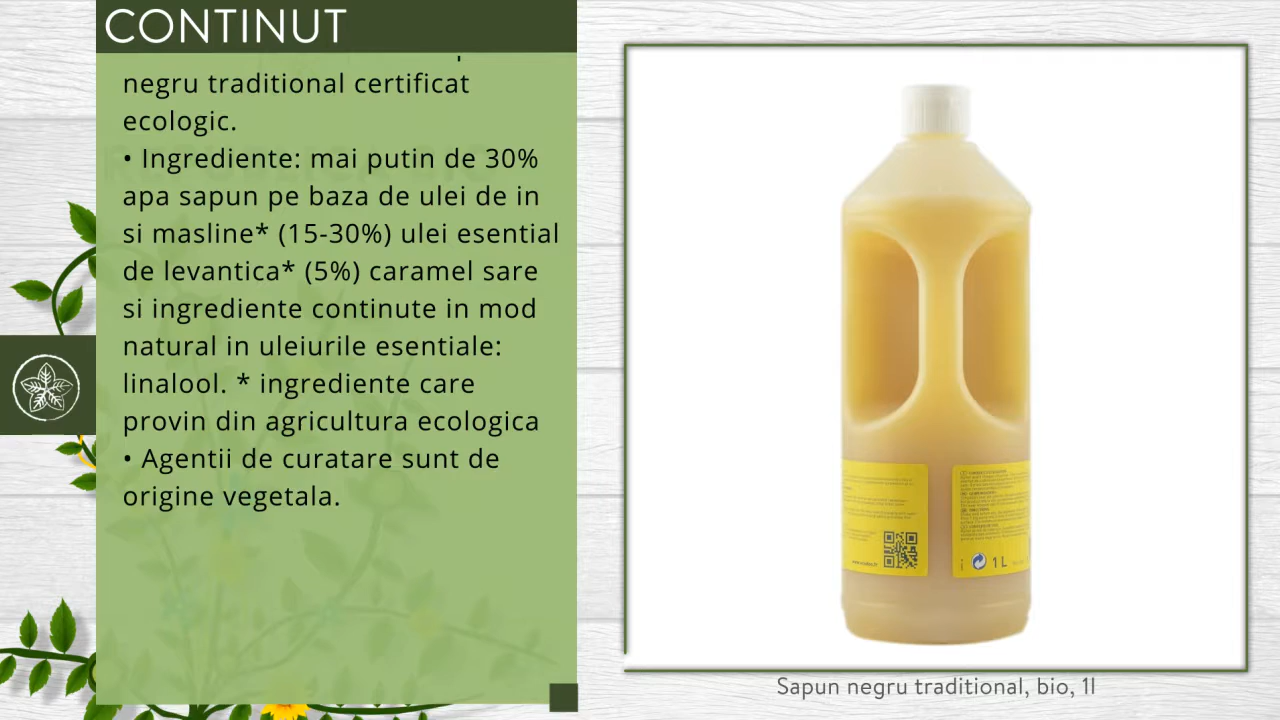 CONTINUT
negru traditional certificat
ecologic.
• Ingrediente: mai putin de 30%
apa sapun pe baza de ulei de in
si masline* (15-30%) ulei esential
de levantica* (5%) caramel sare
si ingrediente continute in mod
natural in uleiurile esentiale:
linalool. * ingrediente care
provin din agricultura ecologica
• Agentii de curatare sunt de
origine vegetala.
1 L
Sapun negru traditional, bio, 1l